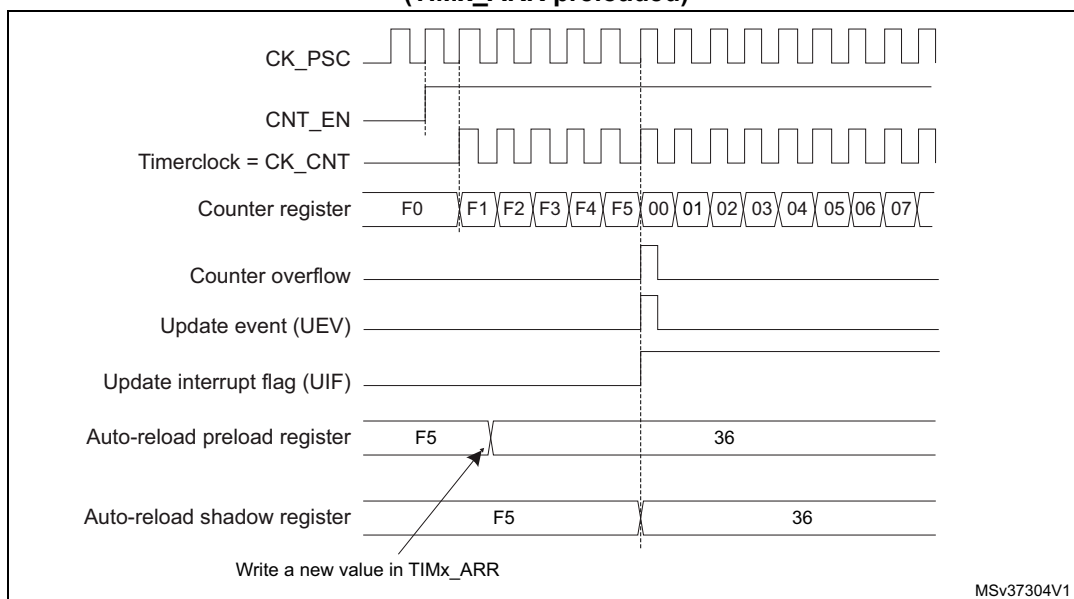 (TIMx_ARR preloaded)
CK_PSC
CNT_EN
Timerclock = CK_CNT
Counter register F0 F1 F2 F3 F4 F5 00 01 02 03 04 05 06 07
Counter overflow
Update event (UEV)
Update interrupt flag (UIF)
Auto-reload preload register F5 36
Auto-reload shadow register F5 36
Write a new value in TIMx_ARR
MSv37304V1